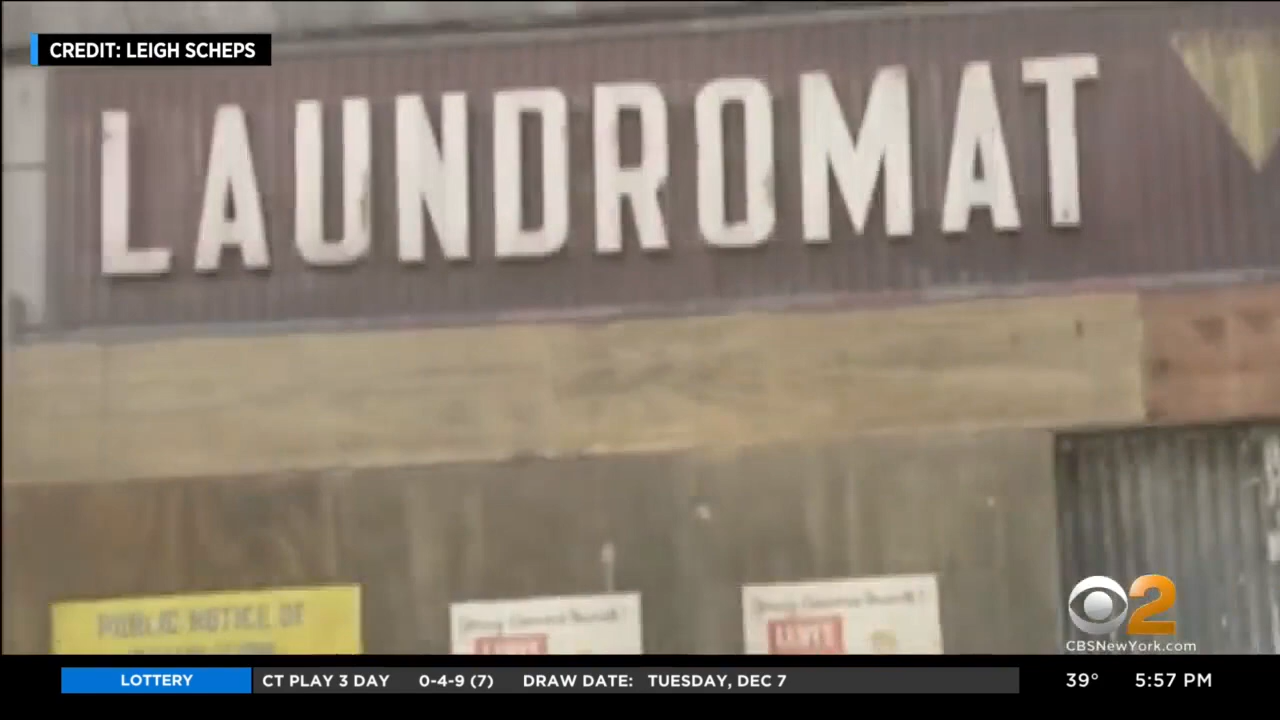 CREDIT: LEIGH SCHEPS
LAUNDROMAT
PUBLIC NOTICE OF
LOVE
2
CBSNewYork.com
LOTTERY CT PLAY 3 DAY 0-4-9 (7) DRAW DATE: TUESDAY, DEC 7 39° 5:57 PM